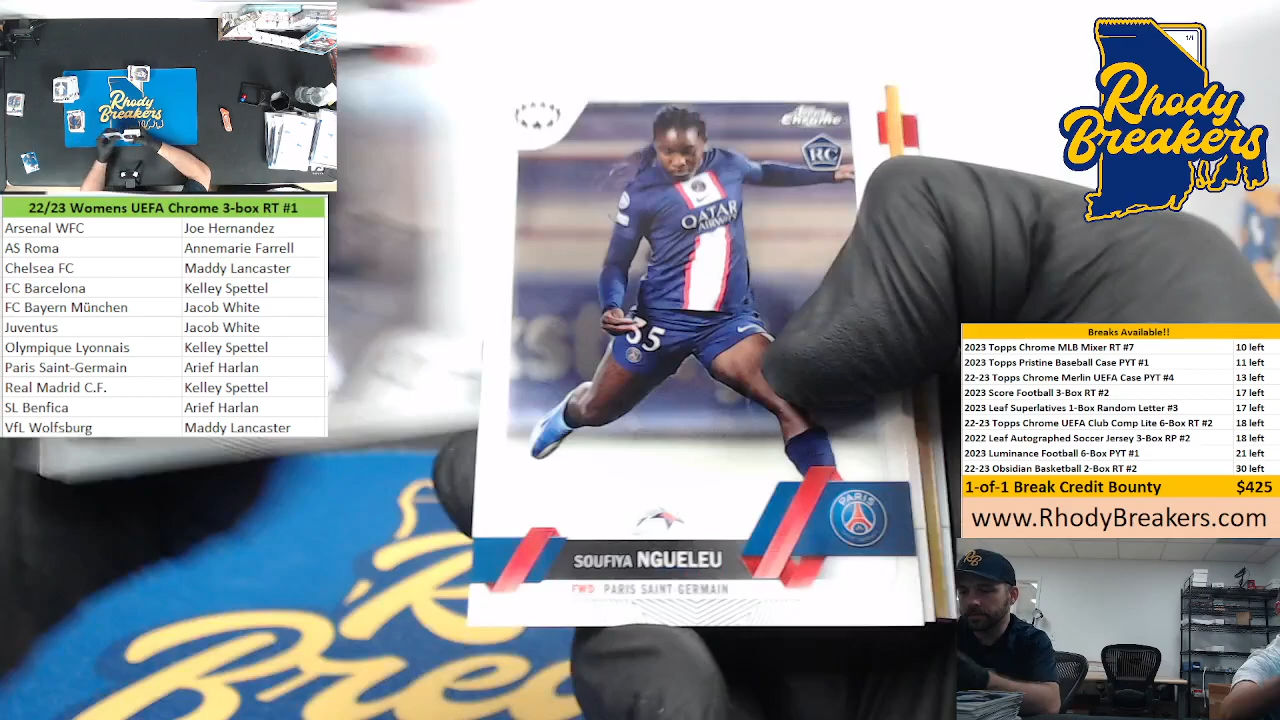 Rhody
Breakers
22/23 Womens UEFA Chrome 3-box RT #1
Arsenal WFC Joe Hernandez
AS Roma Annemarie Farrell
Chelsea FC Maddy Lancaster
FC Barcelona Kelley Spettel
FC Bayern München Jacob White
Juventus Jacob White
Olympique Lyonnais Kelley Spettel
Paris Saint-Germain Arief Harlan
Real Madrid C.F. Kelley Spettel
SL Benfica Arief Harlan
VfL Wolfsburg Maddy Lancaster
Topps
Chrome
RC
QATAR
AIRWAYS
35
PARIS
SOUFIYA NGUELEU
FWD PARIS SAINT GERMAIN
1/1
Rhody
Breakers
Breaks Available!!
2023 Topps Chrome MLB Mixer RT #7 10 left
2023 Topps Pristine Baseball Case PYT #1 11 left
22-23 Topps Chrome Merlin UEFA Case PYT #4 13 left
2023 Score Football 3-Box RT #2 17 left
2023 Leaf Superlatives 1-Box Random Letter #3 17 left
22-23 Topps Chrome UEFA Club Comp Lite 6-Box RT #2 18 left
2022 Leaf Autographed Soccer Jersey 3-Box RP #2 18 left
2023 Luminance Football 6-Box PYT #1 21 left
22-23 Obsidian Basketball 2-Box RT #2 30 left
1-of-1 Break Credit Bounty $425
www.RhodyBreakers.com
RB